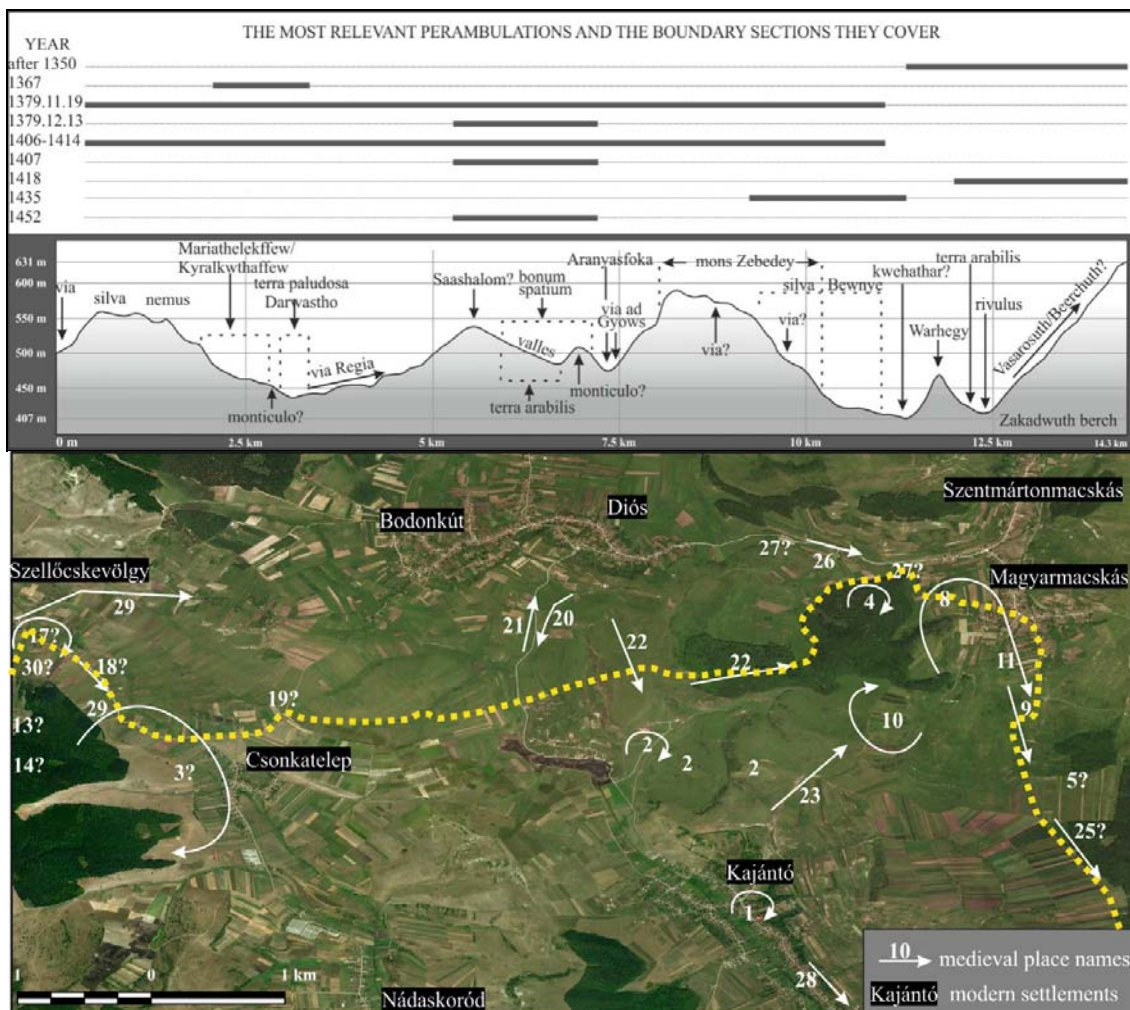 THE MOST RELEVANT PERAMBULATIONS AND THE BOUNDARY SECTIONS THEY COVER
YEAR
after 1350
1367
1379.11.19
1379.12.13
1406-1414
1407
1418
1435
1452
631 m
600 m
550 m
500 m
450 m
407 m
via
silva
nemus
Mariathelekffew/
Kyralkwthaffew
terra paludosa
Darwastho
monticulo?
via Regia
Saashalom?
bonum
spatium
valles
terra arabilis
monticulo?
Aranyasfoka
via ad
Gyows
mons Zebedey
via?
silva Bewnye
via?
kwehathar?
Warhegy
terra arabilis
rivulus
Vasarosuth/Beerchuth?
Zakadwuth berch
0 m
2.5 km
5 km
7.5 km
10 km
12.5 km
14.3 km
Szentmártonmacskás
Diós
Bodonkút
27?
26
Szellőcskevölgy
27?
Magyarmacskás
29
4
8
17?
21
20
30?
18?
22
22
11
29
19?
9
13?
10
14?
3?
Csonkatelep
2
2
2
5?
23
25?
Kajántó
1
28
1
0
1 km
Nádaskoród
10
medieval place names
Kajántó
modern settlements